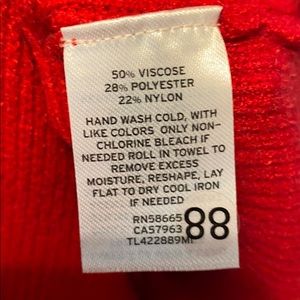 50% VISCOSE
28% POLYESTER
22% NYLON
HAND WASH COLD, WITH
LIKE COLORS ONLY NON-
CHLORINE BLEACH IF
NEEDED ROLL IN TOWEL TO
REMOVE EXCESS
MOISTURE, RESHAPE, LAY
FLAT TO DRY COOL IRON
IF NEEDED
RN58665
CA57963
TL422889MI
88